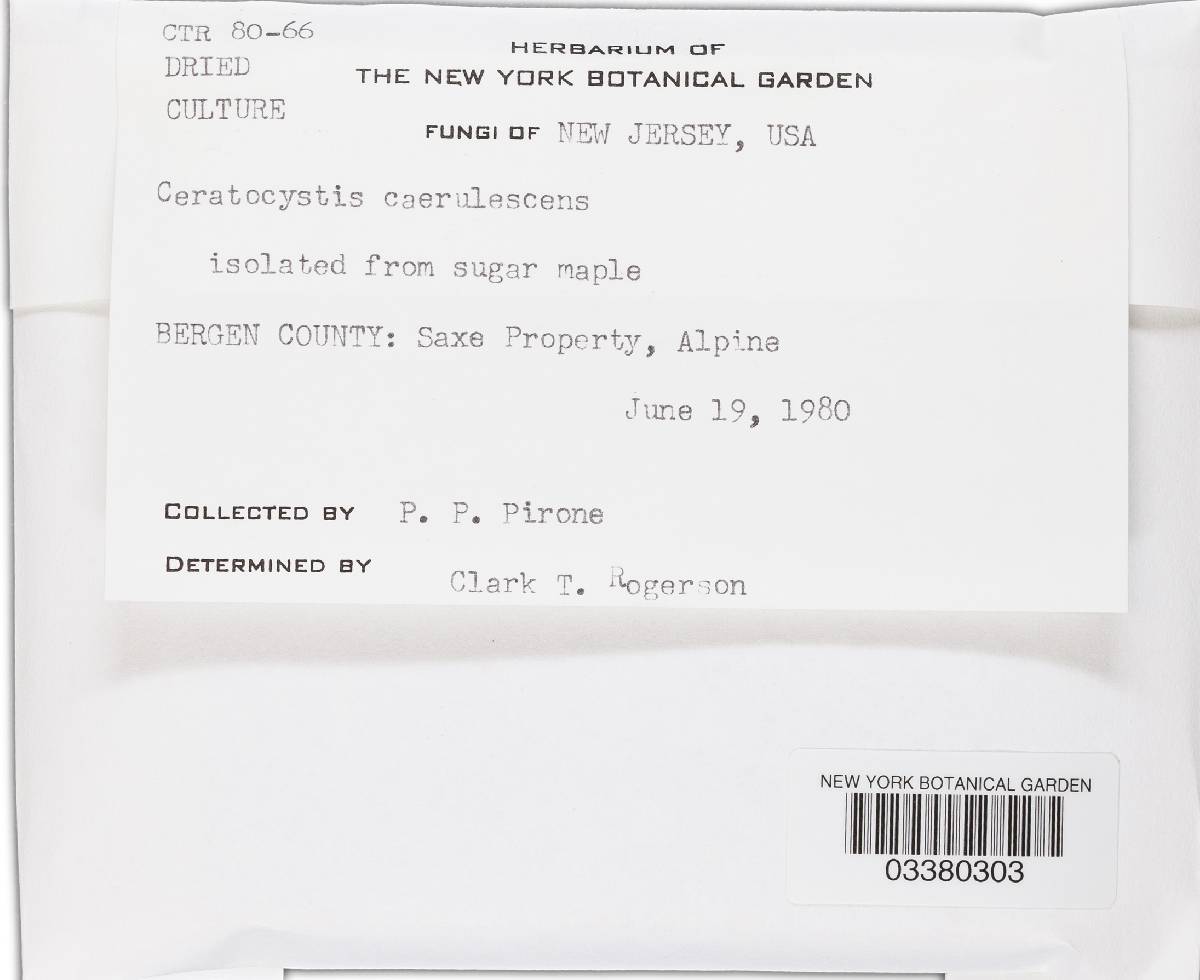 CTR 80-66
DRIED
CULTURE
HERBARIUM OF
THE NEW YORK BOTANICAL GARDEN
FUNGI OF NEW JERSEY, USA
Ceratocystis caerulescens
isolated from sugar maple
BERGEN COUNTY: Saxe Property, Alpine
June 19, 1980
COLLECTED BY P. P. Pirone
DETERMINED BY Clark T. Rogerson
NEW YORK BOTANICAL GARDEN
03380303